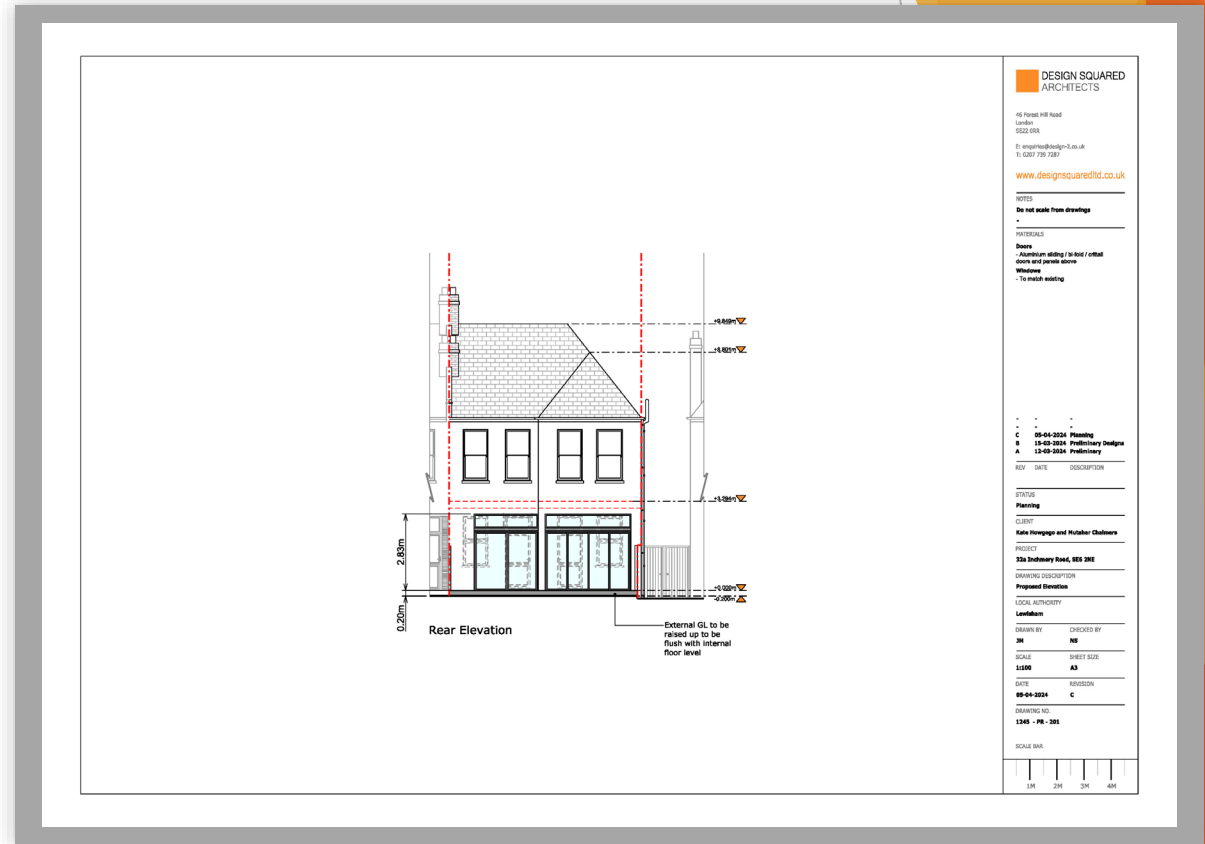 DESIGN SQUARED
ARCHITECTS
46 Forest Hill Road
London
SE22 0RR
E: enquiries@design-2.co.uk
T: 0207 739 7287
www.designsquaredltd.co.uk
NOTES
Do not scale from drawings
-
MATERIALS
Doors
- Aluminium sliding / bi-fold / crittall
doors and panels above
Windows
- To match existing
- - -
- - -
C 05-04-2024 Planning
B 15-03-2024 Preliminary Designs
A 12-03-2024 Preliminary
REV DATE DESCRIPTION
STATUS
Planning
CLIENT
Kate Howgego and Mutahar Chalmers
PROJECT
32a Inchmery Road, SE6 2NE
DRAWING DESCRIPTION
Proposed Elevation
LOCAL AUTHORITY
Lewisham
DRAWN BY CHECKED BY
JM NS
SCALE SHEET SIZE
1:100 A3
DATE REVISION
05-04-2024 C
DRAWING NO.
1245 - PR - 201
SCALE BAR
1M 2M 3M 4M
+9.849m
+3.284m
+0.000m
-0.200m
2.83m
0.20m
Rear Elevation
External GL to be
raised up to be
flush with internal
floor level